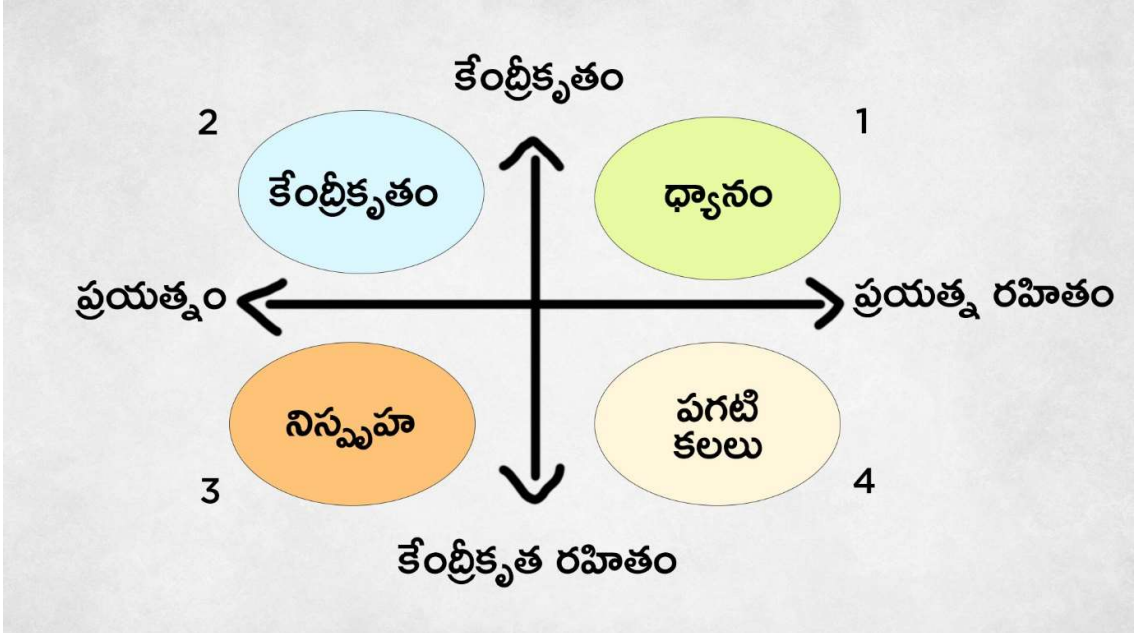 కేంద్రీకృతం
2
1
కేంద్రీకృతం
ధ్యానం
ప్రయత్నం
ప్రయత్న రహితం
నిస్పృహ
పగటి
కలలు
3
4
కేంద్రీకృత రహితం